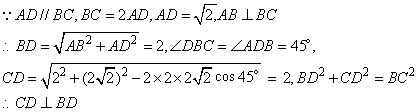 ∵ AD//BC, BC = 2AD, AD = √2, AB ⊥ BC
∴ BD = √(AB² + AD²) = 2, ∠DBC = ∠ADB = 45°,
CD = √(2² + (2√2)² − 2×2×2√2 cos 45°) = 2, BD² + CD² = BC²
∴ CD ⊥ BD